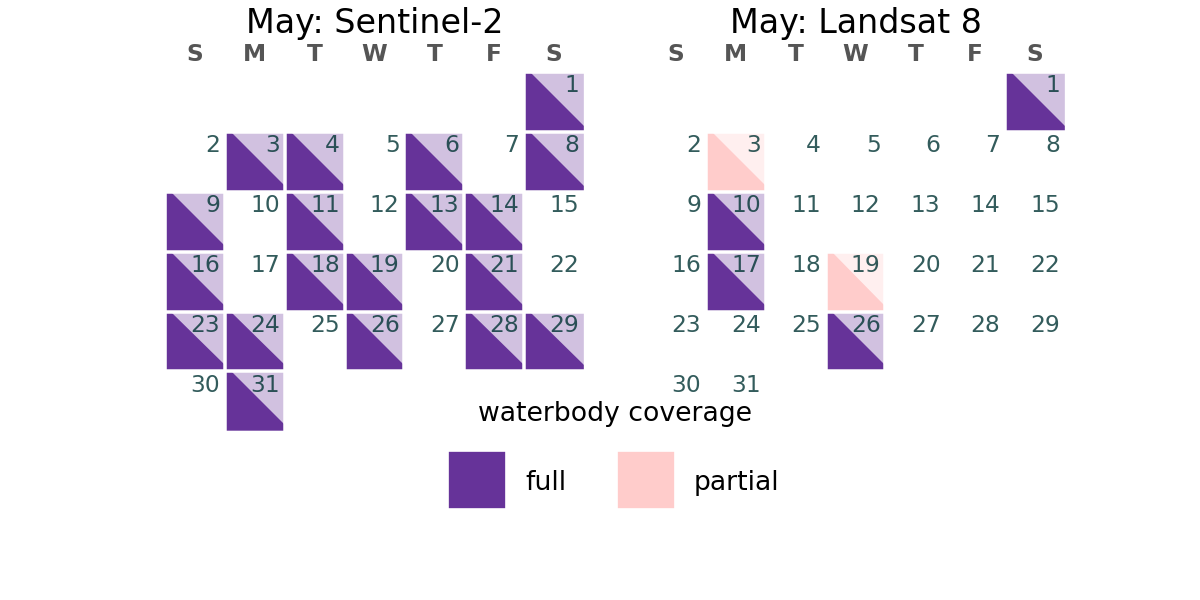 May: Sentinel-2
S M T W T F S
1
2 3 4 5 6 7 8
9 10 11 12 13 14 15
16 17 18 19 20 21 22
23 24 25 26 27 28 29
30 31
May: Landsat 8
S M T W T F S
1
2 3 4 5 6 7 8
9 10 11 12 13 14 15
16 17 18 19 20 21 22
23 24 25 26 27 28 29
30 31
waterbody coverage
full partial